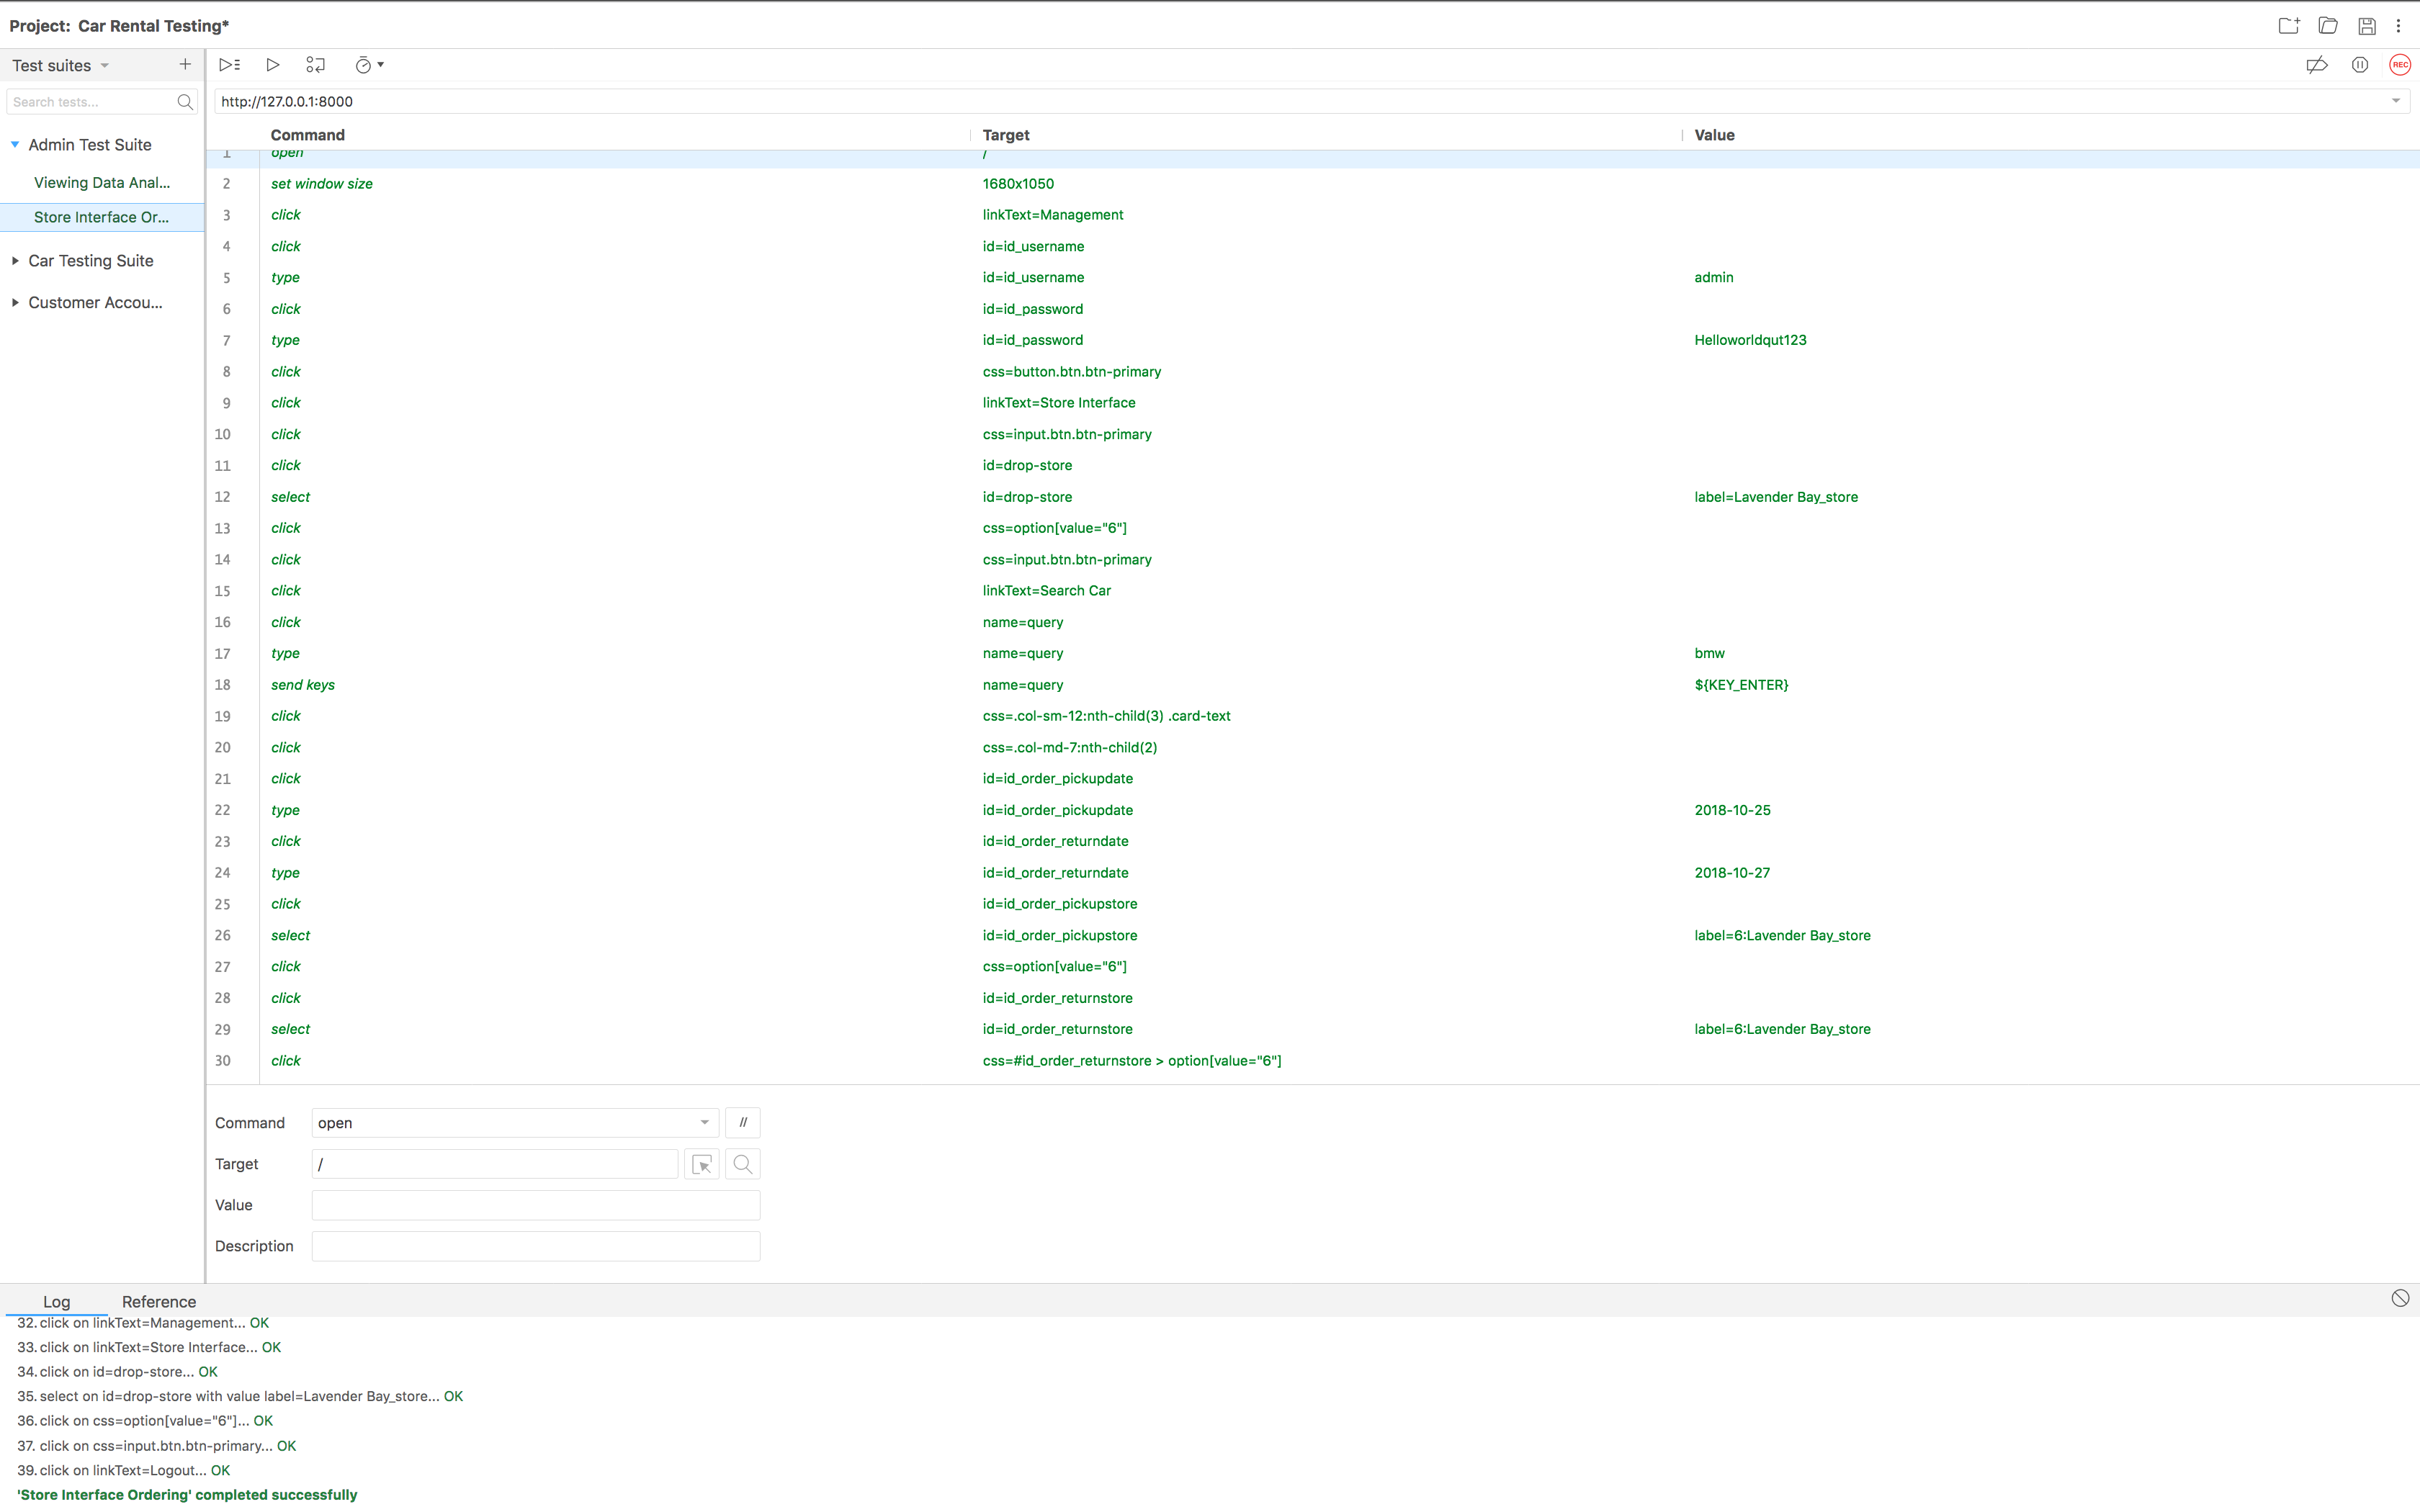 Project: Car Rental Testing*
Test suites
REC
Search tests...
http://127.0.0.1:8000
Command Target Value
Admin Test Suite
Viewing Data Anal...
Store Interface Or...
Car Testing Suite
Customer Accou...
1 open /
2 set window size 1680x1050
3 click linkText=Management
4 click id=id_username
5 type id=id_username admin
6 click id=id_password
7 type id=id_password Helloworldqut123
8 click css=button.btn.btn-primary
9 click linkText=Store Interface
10 click css=input.btn.btn-primary
11 click id=drop-store
12 select id=drop-store label=Lavender Bay_store
13 click css=option[value="6"]
14 click css=input.btn.btn-primary
15 click linkText=Search Car
16 click name=query
17 type name=query bmw
18 send keys name=query ${KEY_ENTER}
19 click css=.col-sm-12:nth-child(3) .card-text
20 click css=.col-md-7:nth-child(2)
21 click id=id_order_pickupdate
22 type id=id_order_pickupdate 2018-10-25
23 click id=id_order_returndate
24 type id=id_order_returndate 2018-10-27
25 click id=id_order_pickupstore
26 select id=id_order_pickupstore label=6:Lavender Bay_store
27 click css=option[value="6"]
28 click id=id_order_returnstore
29 select id=id_order_returnstore label=6:Lavender Bay_store
30 click css=#id_order_returnstore > option[value="6"]
Command open //
Target /
Value
Description
Log Reference
32. click on linkText=Management... OK
33. click on linkText=Store Interface... OK
34. click on id=drop-store... OK
35. select on id=drop-store with value label=Lavender Bay_store... OK
36. click on css=option[value="6"]... OK
37. click on css=input.btn.btn-primary... OK
39. click on linkText=Logout... OK
'Store Interface Ordering' completed successfully